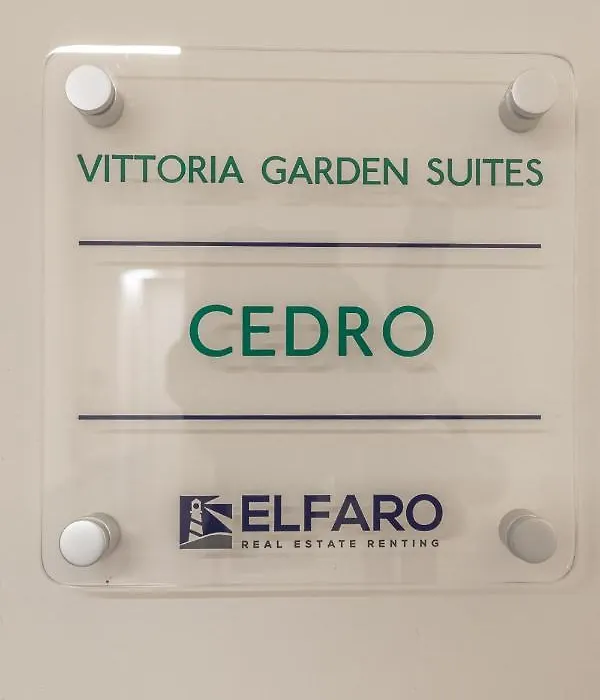 VITTORIA GARDEN SUITES
CEDRO
ELFARO
REAL ESTATE RENTING